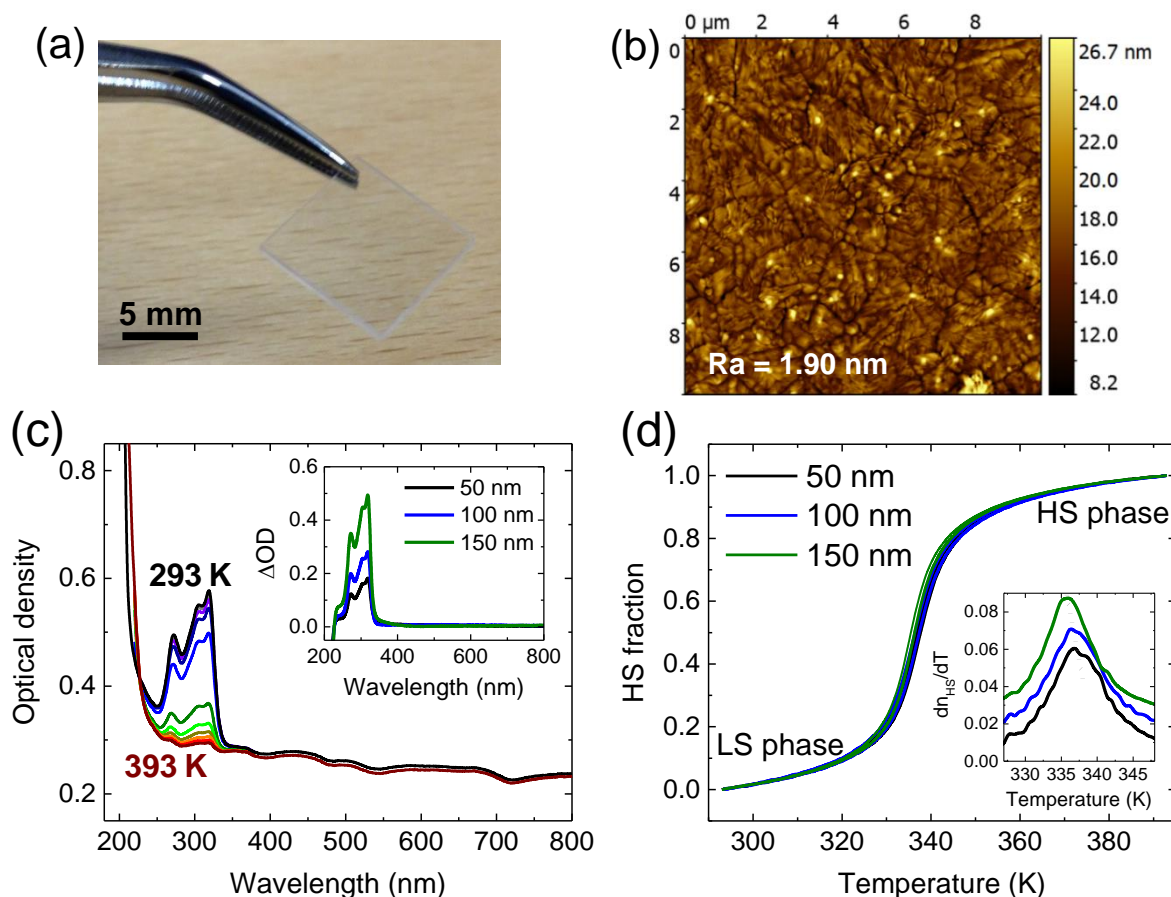 (a)
5 mm
(b)
0 µm 2 4 6 8
0
2
4
6
8
Ra = 1.90 nm
26.7 nm
24.0
22.0
20.0
18.0
16.0
14.0
12.0
8.2
(c)
Optical density
0.8
0.6
0.4
0.2
293 K
393 K
200 300 400 500 600 700 800
Wavelength (nm)
ΔOD
0.6
0.4
0.2
0.0
50 nm
100 nm
150 nm
200 400 600 800
Wavelength (nm)
(d)
HS fraction
1.0
0.8
0.6
0.4
0.2
0.0
50 nm
100 nm
150 nm
HS phase
LS phase
300 320 340 360 380
Temperature (K)
dnHS/dT
0.08
0.06
0.04
0.02
0.00
330 335 340 345
Temperature (K)